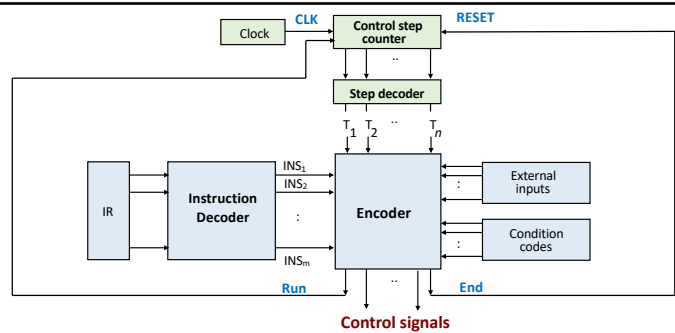 CLK
RESET
Clock
Control step
counter
..
Step decoder
T1 T2 .. Tn
INS1
External
inputs
:
INS2
IR
Instruction
Decoder
:
Encoder
Condition
codes
:
INSm
Run
..
End
Control signals